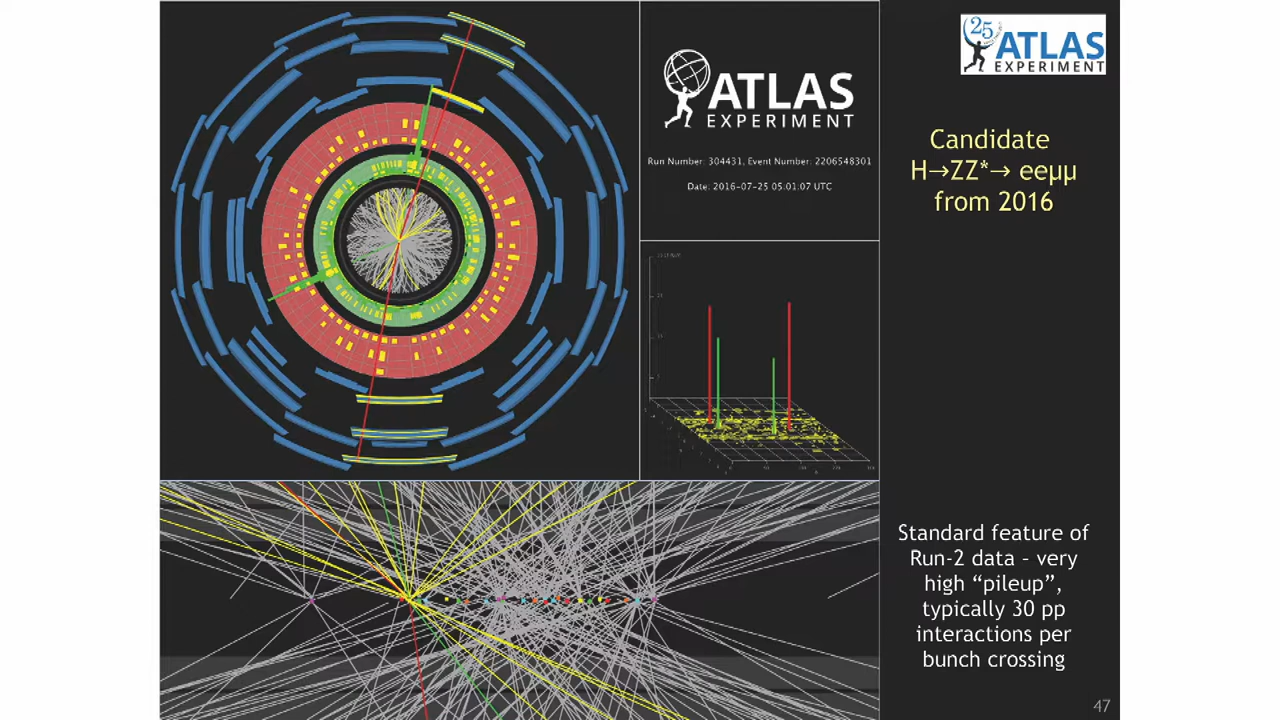 ATLAS
EXPERIMENT
Run Number: 304431, Event Number: 2206548301
Date: 2016-07-25 05:01:07 UTC
25
ATLAS
EXPERIMENT
Candidate
H→ZZ*→ eeμμ
from 2016
Standard feature of
Run-2 data – very
high “pileup”,
typically 30 pp
interactions per
bunch crossing
47